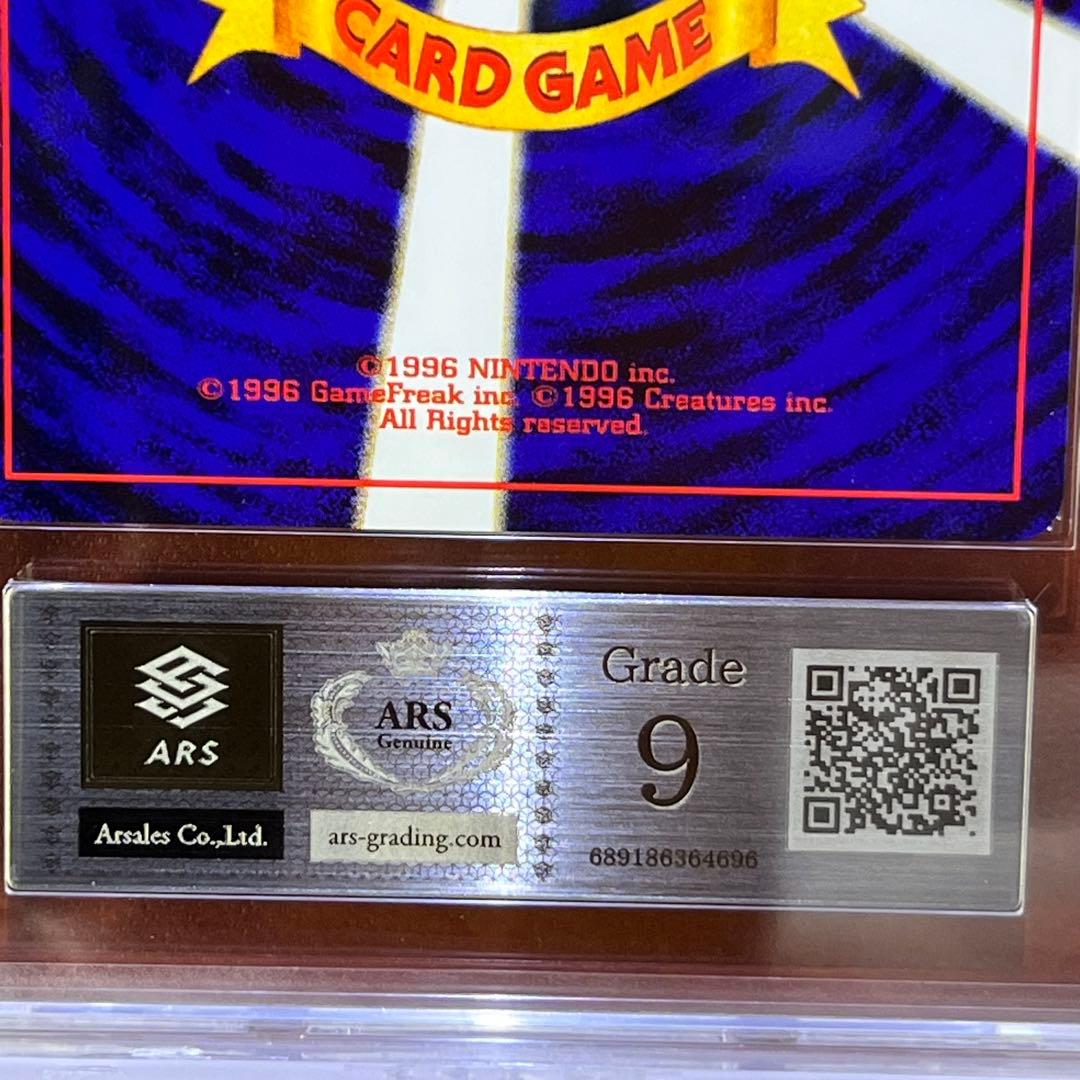 CARD GAME
©1996 NINTENDO inc.
©1996 GameFreak inc. ©1996 Creatures inc.
All Rights reserved.
ARS
Arsales Co.,Ltd.
ARS
Genuine
ars-grading.com
Grade
9
689186364696